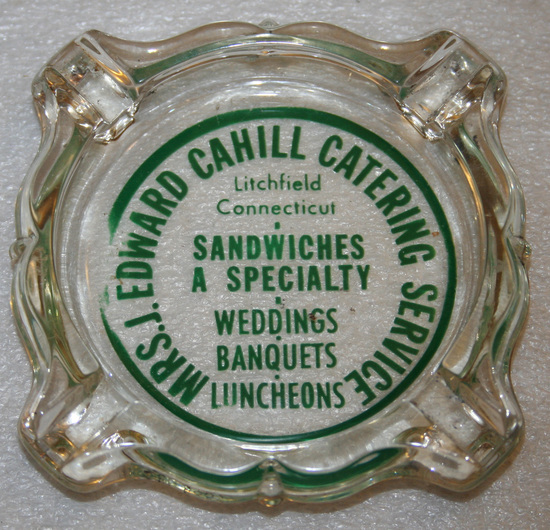 MRS. J. EDWARD CAHILL CATERING SERVICE
Litchfield
Connecticut
SANDWICHES
A SPECIALTY
WEDDINGS
BANQUETS
LUNCHEONS